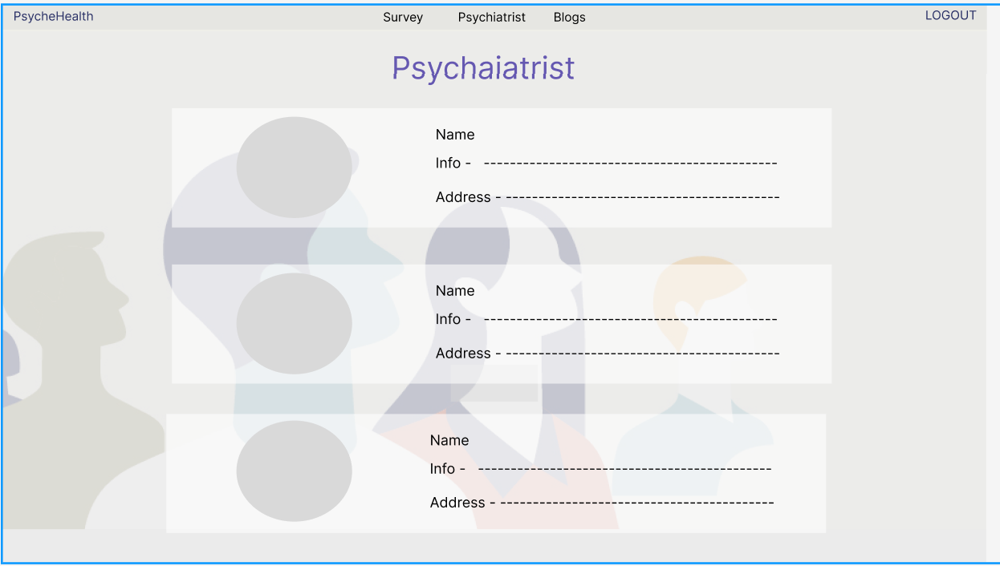 PsycheHealth Survey Psychiatrist Blogs LOGOUT
Psychaiatrist
Name
Info - ----------------------------------------
Address - -------------------------------------
Name
Info - ----------------------------------------
Address - -------------------------------------
Name
Info - ----------------------------------------
Address - -------------------------------------